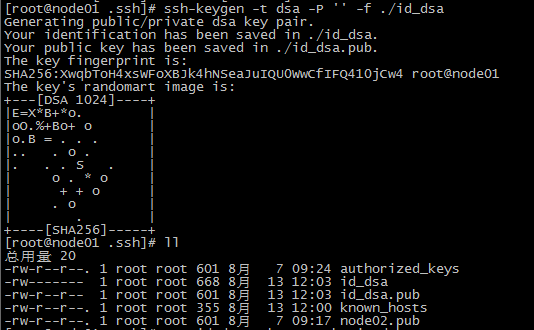 [root@node01 .ssh]# ssh-keygen -t dsa -P '' -f ./id_dsa
Generating public/private dsa key pair.
Your identification has been saved in ./id_dsa.
Your public key has been saved in ./id_dsa.pub.
The key fingerprint is:
SHA256:XwqbToH4xsWFoXBJk4hNSeaJuIQU0WwCfIFQ41OjCw4 root@node01
The key's randomart image is:
+---[DSA 1024]----+
|E=X*B+*o.        |
|oO.%+Bo+ o       |
|o.B = . . .      |
|..   . o .       |
|.   . . S   .    |
|     o . * o     |
|      + + o      |
|     . o         |
|        .        |
+----[SHA256]-----+
[root@node01 .ssh]# ll
总用量 20
-rw-r--r--. 1 root root 601 8月   7 09:24 authorized_keys
-rw-------  1 root root 668 8月  13 12:03 id_dsa
-rw-r--r--  1 root root 601 8月  13 12:03 id_dsa.pub
-rw-r--r--. 1 root root 355 8月  13 12:00 known_hosts
-rw-r--r--. 1 root root 601 8月   7 09:17 node02.pub